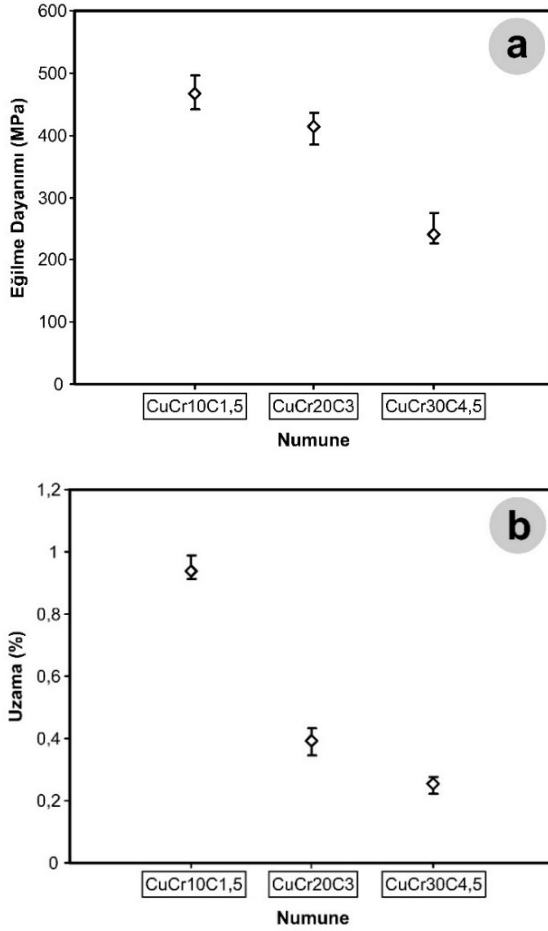 a
600
500
400
300
200
100
0
Eğilme Dayanımı (MPa)
CuCr10C1,5 CuCr20C3 CuCr30C4,5
Numune
b
1,2
1
0,8
0,6
0,4
0,2
0
Uzama (%)
CuCr10C1,5 CuCr20C3 CuCr30C4,5
Numune